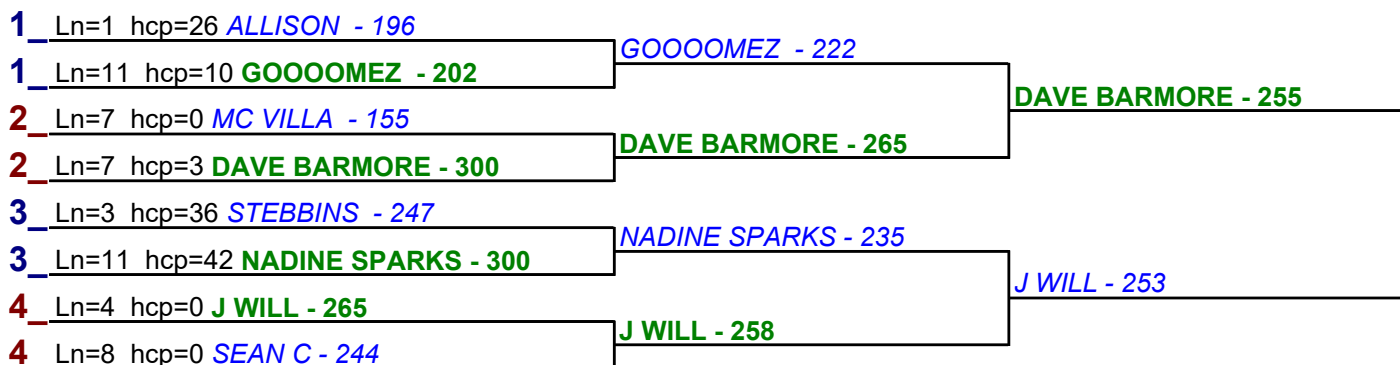 1_ Ln=1 hcp=26 ALLISON - 196
GOOOOMEZ - 222
1_ Ln=11 hcp=10 GOOOOMEZ - 202
DAVE BARMORE - 255
2_ Ln=7 hcp=0 MC VILLA - 155
DAVE BARMORE - 265
2_ Ln=7 hcp=3 DAVE BARMORE - 300
3_ Ln=3 hcp=36 STEBBINS - 247
NADINE SPARKS - 235
3_ Ln=11 hcp=42 NADINE SPARKS - 300
J WILL - 253
4_ Ln=4 hcp=0 J WILL - 265
J WILL - 258
4 Ln=8 hcp=0 SEAN C - 244